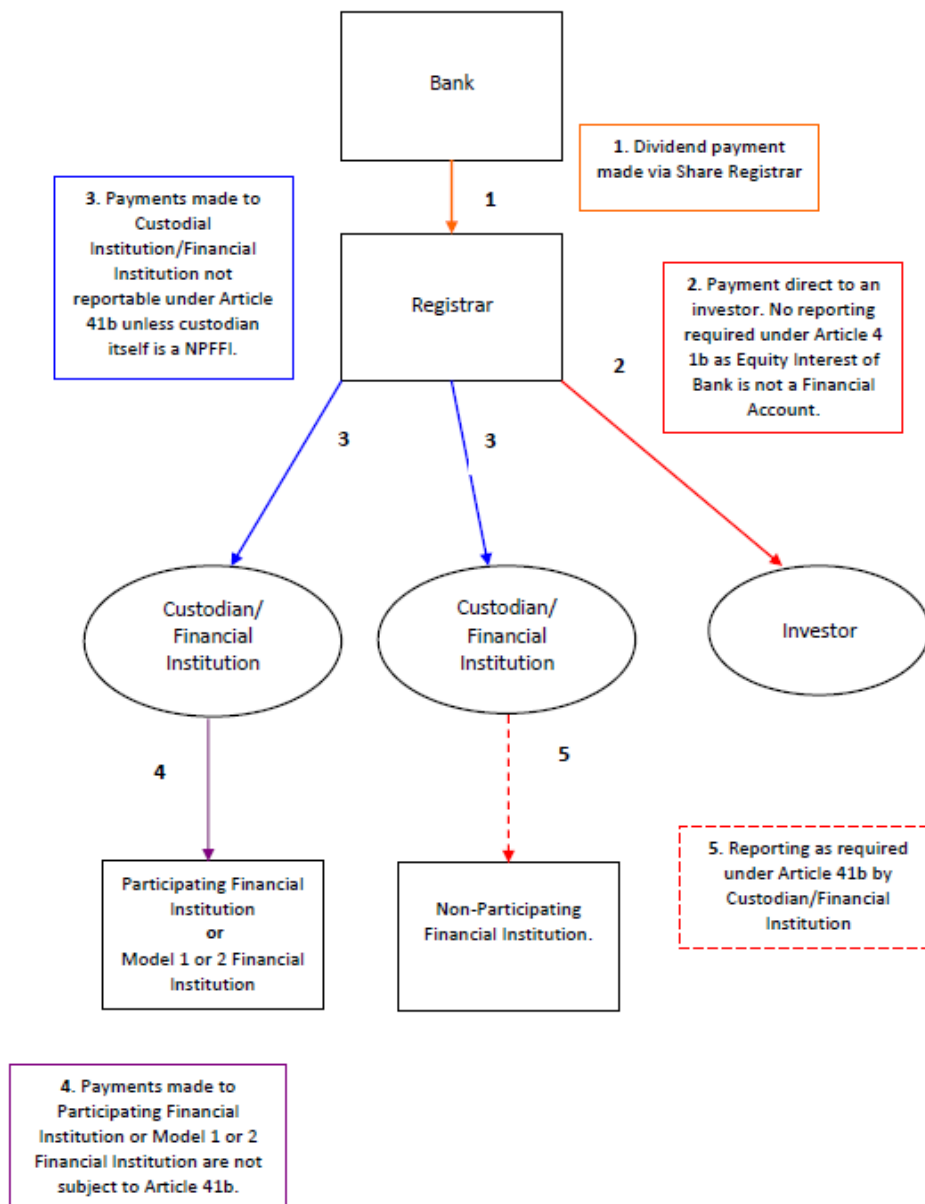 Bank
1. Dividend payment
made via Share Registrar
1
3. Payments made to
Custodial
Institution/Financial
Institution not
reportable under Article
41b unless custodian
itself is a NPFFI.
Registrar
2. Payment direct to an
investor. No reporting
required under Article 4
1b as Equity Interest of
Bank is not a Financial
Account.
2
3
3
Custodian/
Financial
Institution
Custodian/
Financial
Institution
Investor
4
5
Participating Financial
Institution
or
Model 1 or 2 Financial
Institution
Non-Participating
Financial Institution.
5. Reporting as required
under Article 41b by
Custodian/Financial
Institution
4. Payments made to
Participating Financial
Institution or Model 1 or 2
Financial Institution are not
subject to Article 41b.